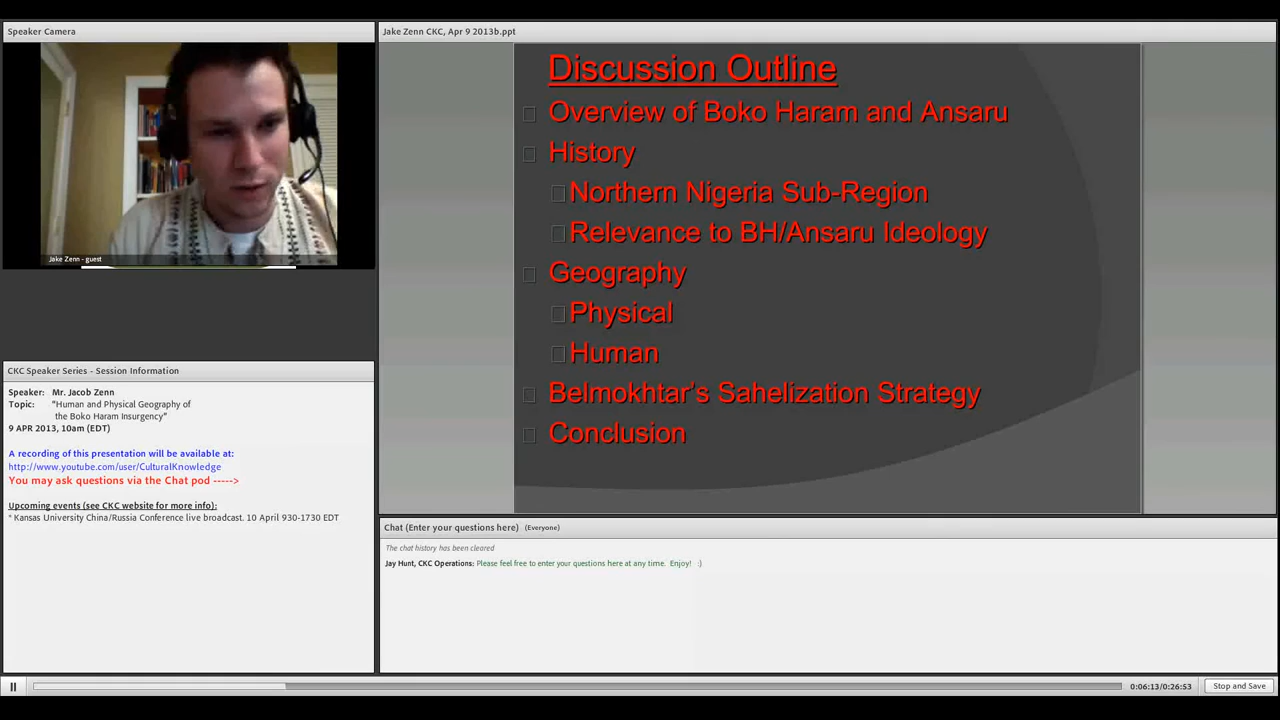 Speaker Camera
Jake Zenn - guest
CKC Speaker Series - Session Information
Speaker: Mr. Jacob Zenn
Topic: "Human and Physical Geography of
the Boko Haram Insurgency"
9 APR 2013, 10am (EDT)
A recording of this presentation will be available at:
http://www.youtube.com/user/CulturalKnowledge
You may ask questions via the Chat pod ----->
Upcoming events (see CKC website for more info):
* Kansas University China/Russia Conference live broadcast. 10 April 930-1730 EDT
Jake Zenn CKC, Apr 9 2013b.ppt
Discussion Outline
Overview of Boko Haram and Ansaru
History
Northern Nigeria Sub-Region
Relevance to BH/Ansaru Ideology
Geography
Physical
Human
Belmokhtar's Sahelization Strategy
Conclusion
Chat (Enter your questions here) (Everyone)
The chat history has been cleared
Jay Hunt, CKC Operations: Please feel free to enter your questions here at any time. Enjoy! :)
0:06:13/0:26:53
Stop and Save